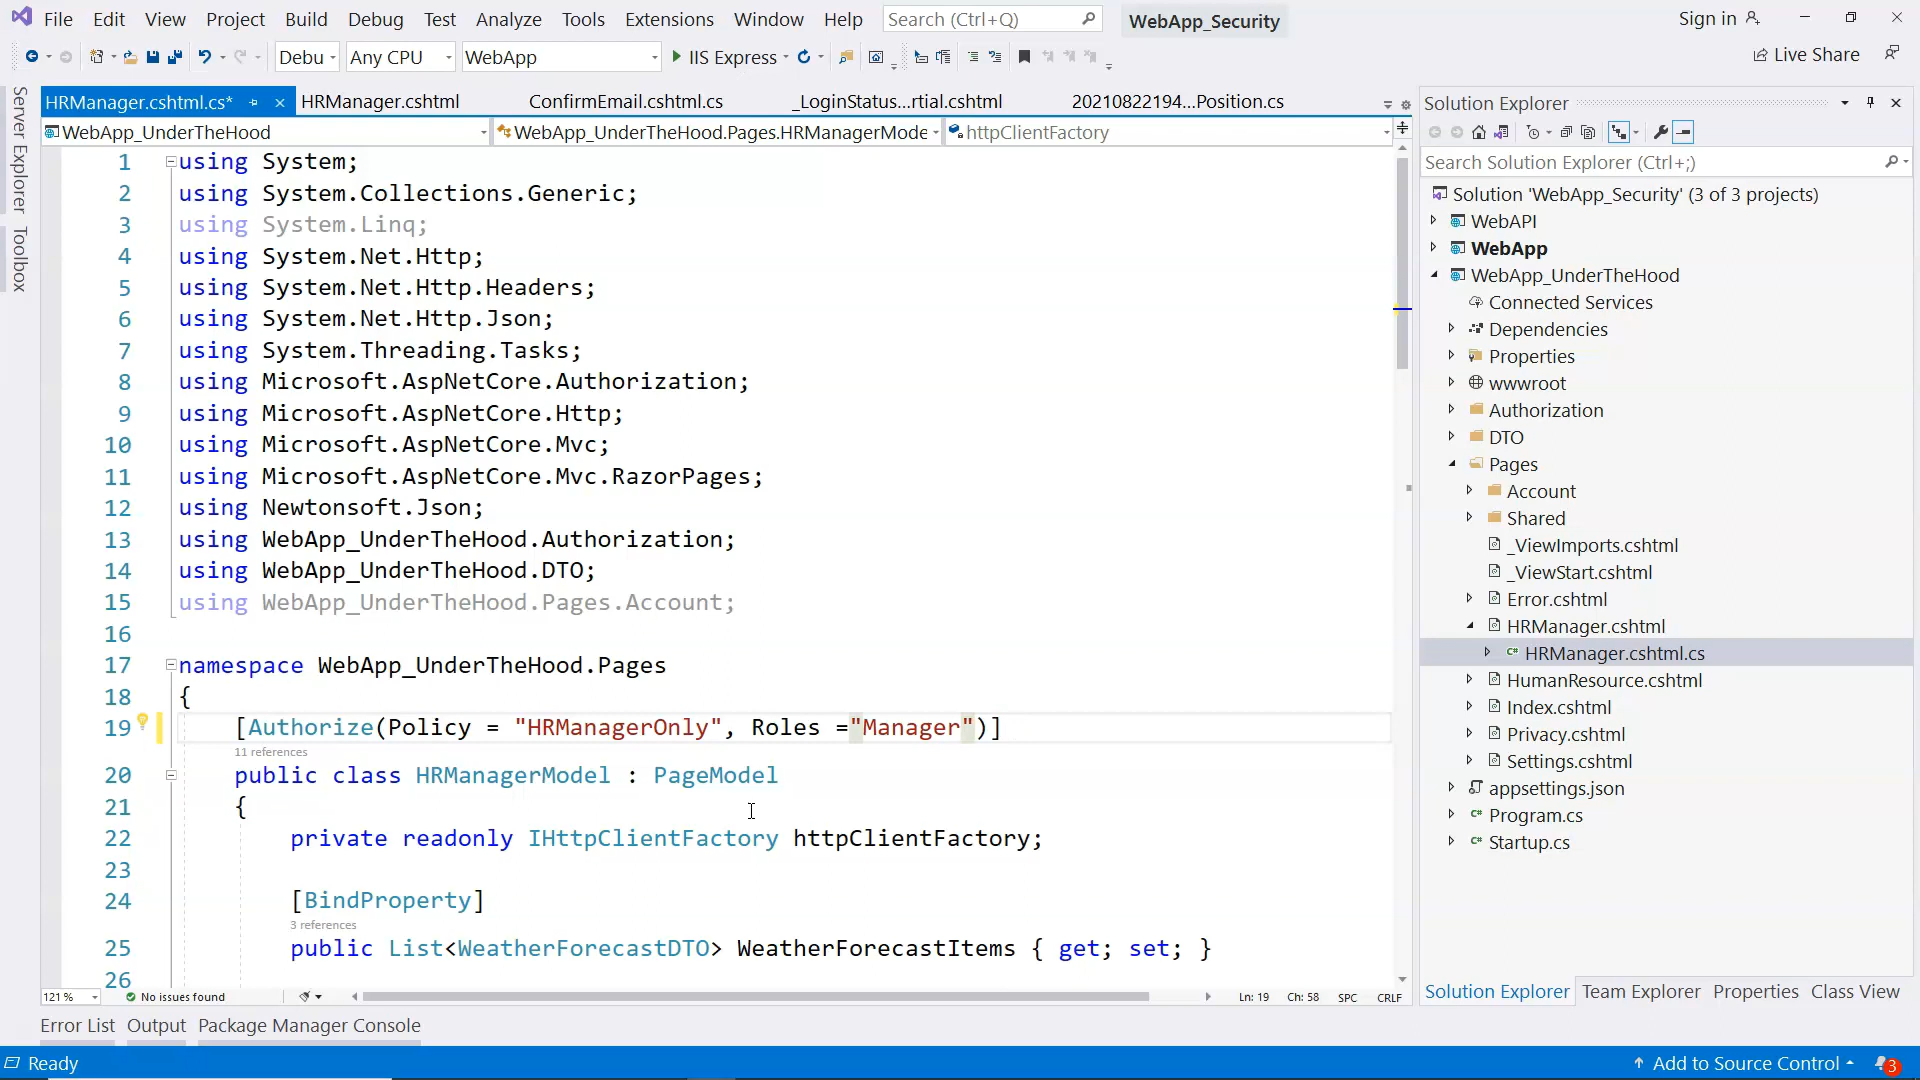 File Edit View Project Build Debug Test Analyze Tools Extensions Window Help Search (Ctrl+Q) WebApp_Security Sign in
Debu Any CPU WebApp IIS Express Live Share
Server Explorer
Toolbox
HRManager.cshtml.cs* HRManager.cshtml ConfirmEmail.cshtml.cs _LoginStatus...rtial.cshtml 20210822194...Position.cs
WebApp_UnderTheHood WebApp_UnderTheHood.Pages.HRManagerMode httpClientFactory
1 using System;
2 using System.Collections.Generic;
3 using System.Linq;
4 using System.Net.Http;
5 using System.Net.Http.Headers;
6 using System.Net.Http.Json;
7 using System.Threading.Tasks;
8 using Microsoft.AspNetCore.Authorization;
9 using Microsoft.AspNetCore.Http;
10 using Microsoft.AspNetCore.Mvc;
11 using Microsoft.AspNetCore.Mvc.RazorPages;
12 using Newtonsoft.Json;
13 using WebApp_UnderTheHood.Authorization;
14 using WebApp_UnderTheHood.DTO;
15 using WebApp_UnderTheHood.Pages.Account;
16
17 namespace WebApp_UnderTheHood.Pages
18 {
19 [Authorize(Policy = "HRManagerOnly", Roles ="Manager")]
11 references
20 public class HRManagerModel : PageModel
21 {
22 private readonly IHttpClientFactory httpClientFactory;
23
24 [BindProperty]
3 references
25 public List<WeatherForecastDTO> WeatherForecastItems { get; set; }
26
121 % No issues found Ln: 19 Ch: 58 SPC CRLF
Solution Explorer
Search Solution Explorer (Ctrl+;)
Solution 'WebApp_Security' (3 of 3 projects)
WebAPI
WebApp
WebApp_UnderTheHood
Connected Services
Dependencies
Properties
wwwroot
Authorization
DTO
Pages
Account
Shared
_ViewImports.cshtml
_ViewStart.cshtml
Error.cshtml
HRManager.cshtml
HRManager.cshtml.cs
HumanResource.cshtml
Index.cshtml
Privacy.cshtml
Settings.cshtml
appsettings.json
Program.cs
Startup.cs
Solution Explorer Team Explorer Properties Class View
Error List Output Package Manager Console
Ready Add to Source Control 3